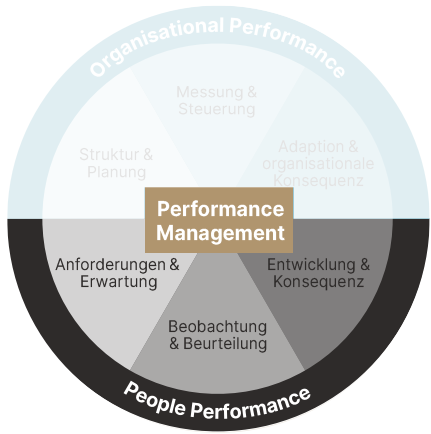 Organisational Performance
Messung &
Steuerung
Struktur &
Planung
Adaption &
organisationale
Konsequenz
Performance
Management
Anforderungen &
Erwartung
Entwicklung &
Konsequenz
Beobachtung
& Beurteilung
People Performance